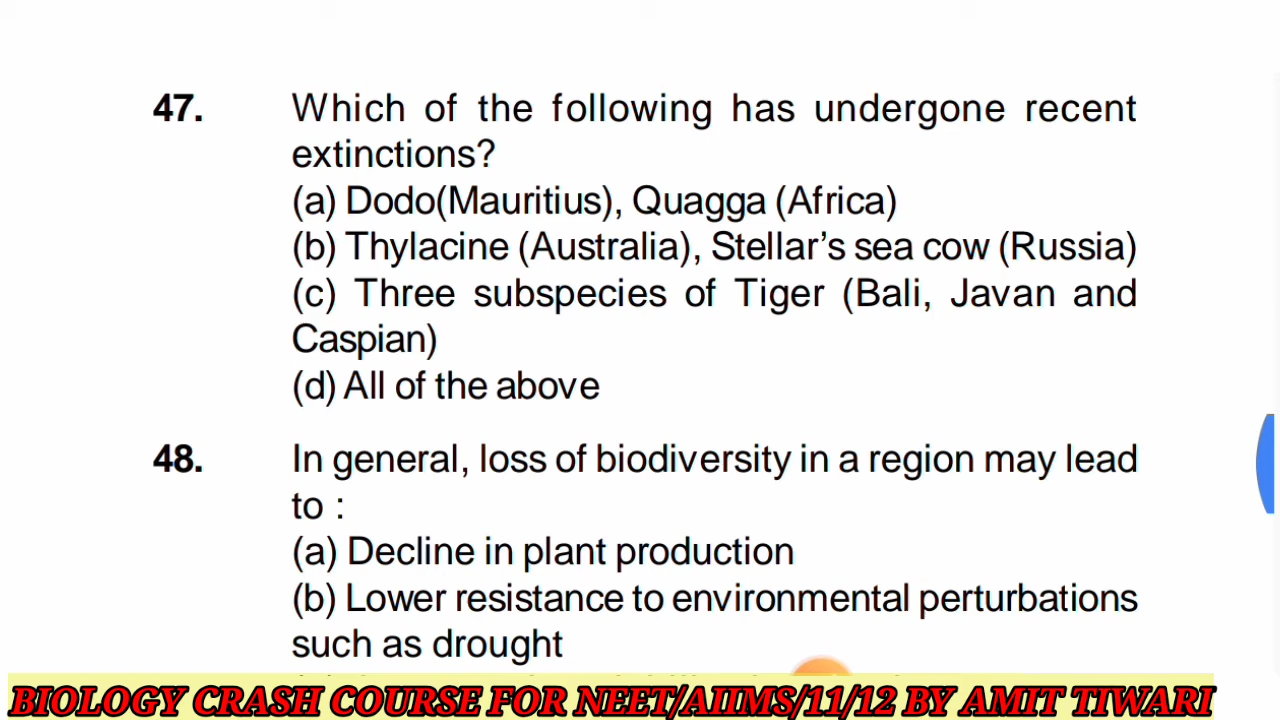 47. Which of the following has undergone recent
extinctions?
(a) Dodo(Mauritius), Quagga (Africa)
(b) Thylacine (Australia), Stellar’s sea cow (Russia)
(c) Three subspecies of Tiger (Bali, Javan and
Caspian)
(d) All of the above
48. In general, loss of biodiversity in a region may lead
to :
(a) Decline in plant production
(b) Lower resistance to environmental perturbations
such as drought
BIOLOGY CRASH COURSE FOR NEET/AIIMS/11/12 BY AMIT TIWARI